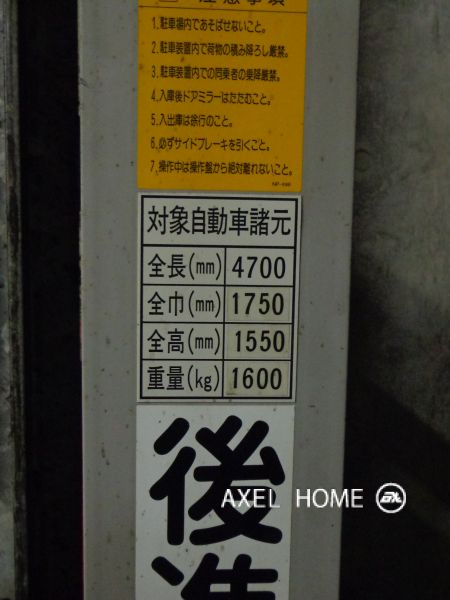 注意事項
1.駐車場内であそばせないこと。
2.駐車装置内で荷物の積み降ろし厳禁。
3.駐車装置内での同乗者の乗降厳禁。
4.入庫後ドアミラーはたたむこと。
5.入出庫は徐行のこと。
6.必ずサイドブレーキを引くこと。
7.操作中は操作盤から絶対離れないこと。
対象自動車諸元
全長(mm) 4700
全巾(mm) 1750
全高(mm) 1550
重量(kg) 1600
後進
AXEL HOME